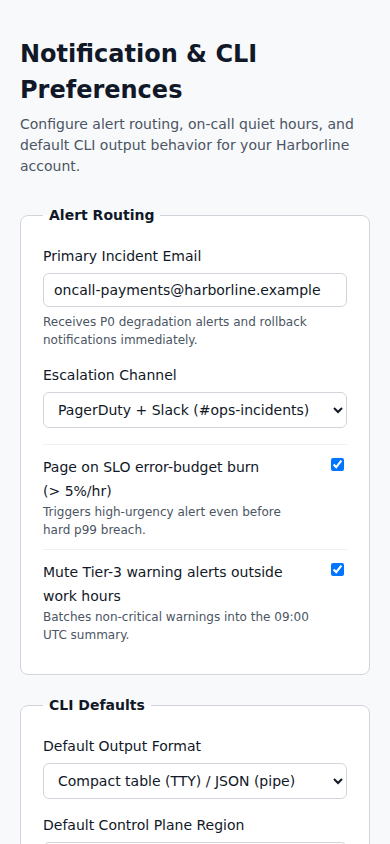 Notification & CLI
Preferences
Configure alert routing, on-call quiet hours, and
default CLI output behavior for your Harborline
account.
Alert Routing
Primary Incident Email
oncall-payments@harborline.example
Receives P0 degradation alerts and rollback
notifications immediately.
Escalation Channel
PagerDuty + Slack (#ops-incidents)
Page on SLO error-budget burn
(> 5%/hr)
Triggers high-urgency alert even before
hard p99 breach.
Mute Tier-3 warning alerts outside
work hours
Batches non-critical warnings into the 09:00
UTC summary.
CLI Defaults
Default Output Format
Compact table (TTY) / JSON (pipe)
Default Control Plane Region